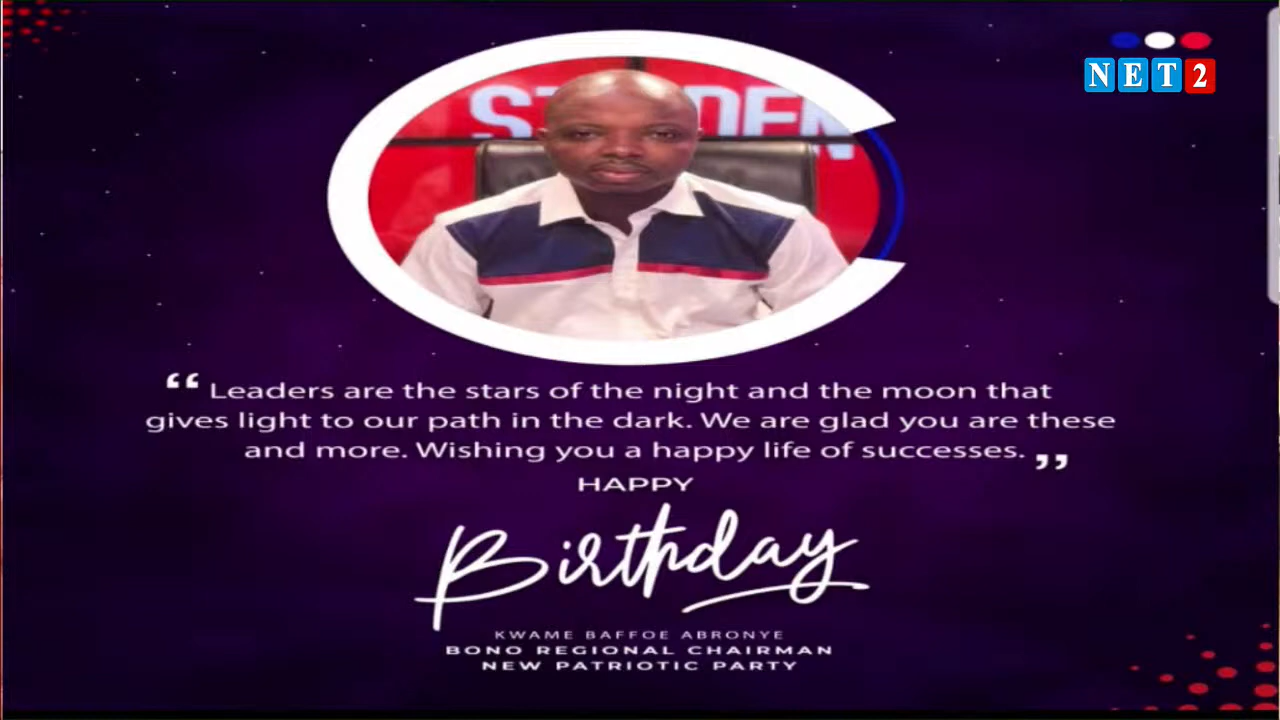 NET2
“ Leaders are the stars of the night and the moon that
gives light to our path in the dark. We are glad you are these
and more. Wishing you a happy life of successes. ”
HAPPY
Birthday
KWAME BAFFOE ABRONYE
BONO REGIONAL CHAIRMAN
NEW PATRIOTIC PARTY